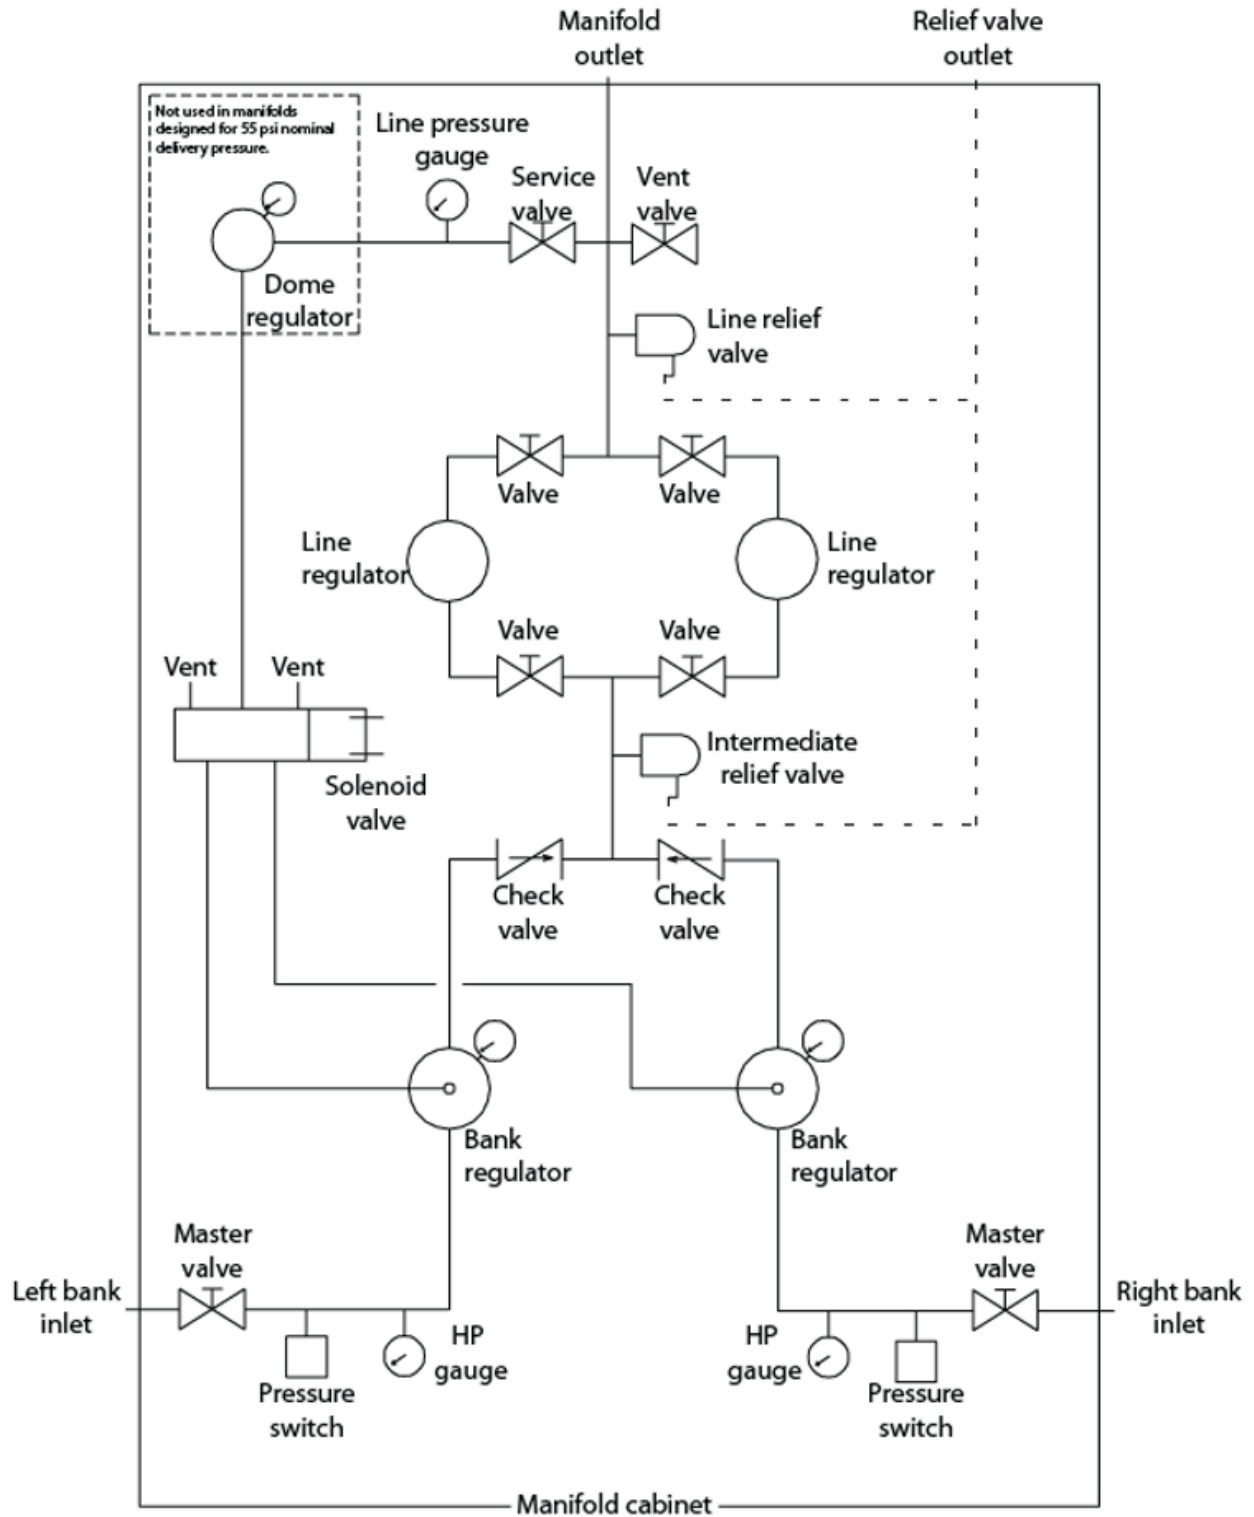 Manifold
outlet
Relief valve
outlet
Not used in manifolds
designed for 55 psi nominal
delivery pressure.
Line pressure
gauge
Service
valve
Vent
valve
Dome
regulator
Line relief
valve
Valve
Valve
Line
regulator
Line
regulator
Valve
Valve
Vent
Vent
Intermediate
relief valve
Solenoid
valve
Check
valve
Check
valve
Bank
regulator
Bank
regulator
Master
valve
Master
valve
Left bank
inlet
Right bank
inlet
HP
gauge
HP
gauge
Pressure
switch
Pressure
switch
Manifold cabinet